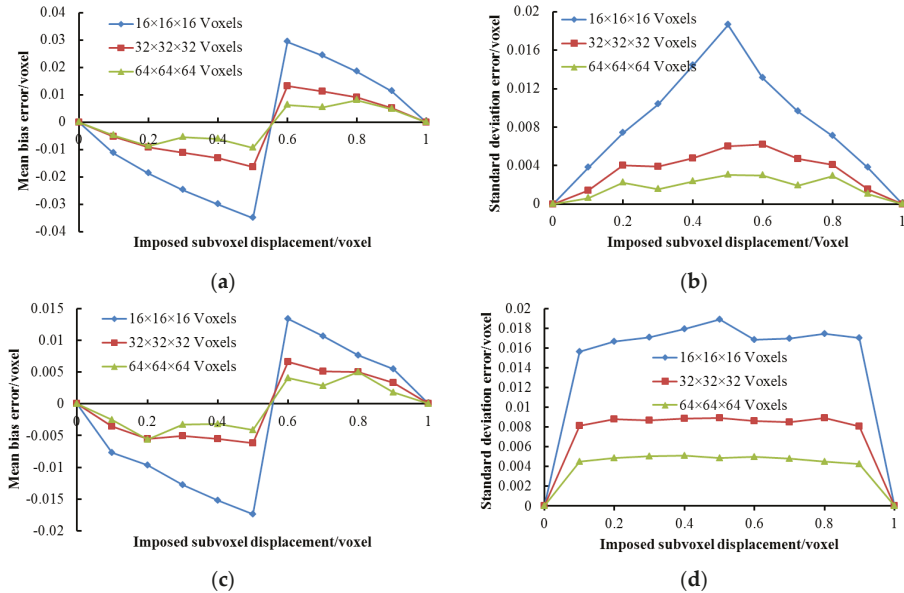 Mean bias error/voxel
0.04
0.03
0.02
0.01
0
-0.01
-0.02
-0.03
-0.04
16×16×16 Voxels
32×32×32 Voxels
64×64×64 Voxels
0 0.2 0.4 0.6 0.8 1
Imposed subvoxel displacement/voxel
(a)
Standard deviation error/voxel
0.02
0.016
0.012
0.008
0.004
0
16×16×16 Voxels
32×32×32 Voxels
64×64×64 Voxels
0 0.2 0.4 0.6 0.8 1
Imposed subvoxel displacement/Voxel
(b)
Mean bias error/voxel
0.015
0.01
0.005
0
-0.005
-0.01
-0.015
-0.02
16×16×16 Voxels
32×32×32 Voxels
64×64×64 Voxels
0 0.2 0.4 0.6 0.8 1
Imposed subvoxel displacement/voxel
(c)
Standard deviation error/voxel
0.02
0.018
0.016
0.014
0.012
0.01
0.008
0.006
0.004
0.002
0
16×16×16 Voxels
32×32×32 Voxels
64×64×64 Voxels
0 0.2 0.4 0.6 0.8 1
Imposed subvoxel displacement/voxel
(d)